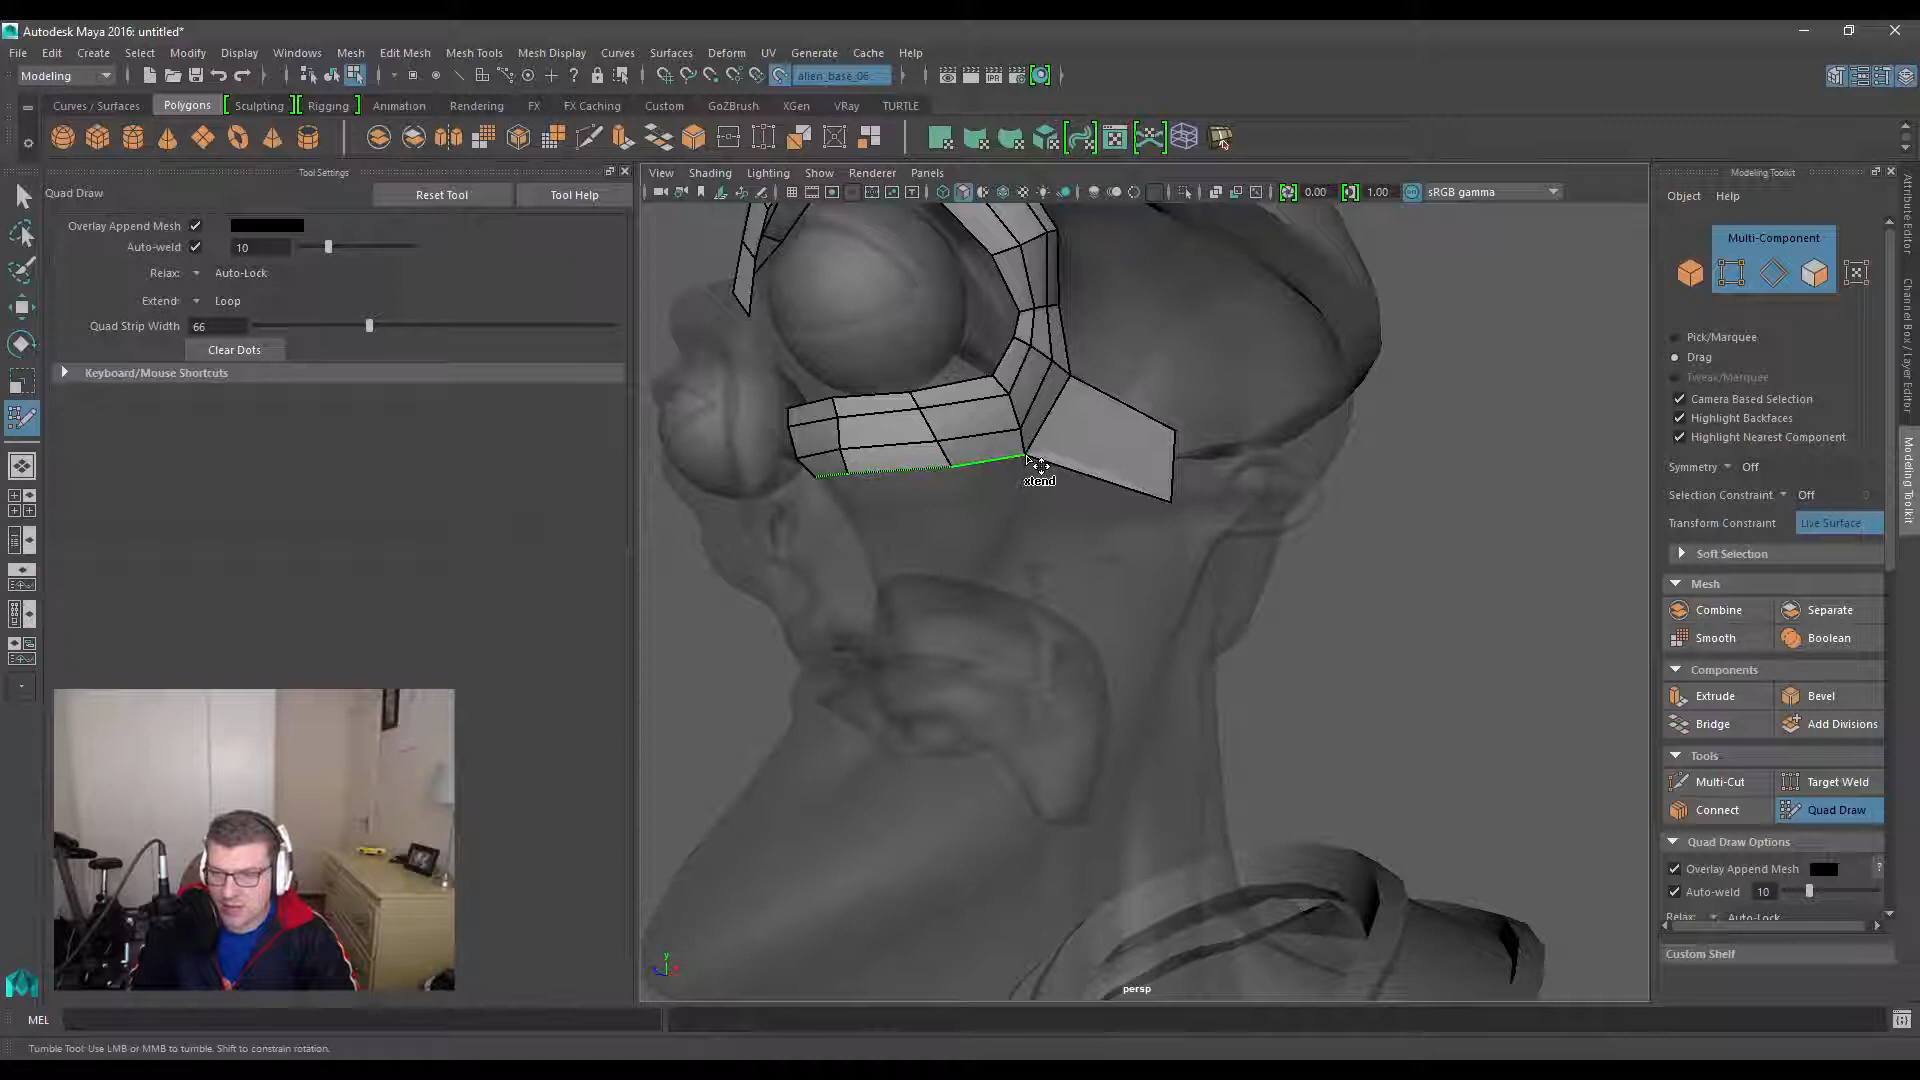 Autodesk Maya 2016: untitled*
File Edit Create Select Modify Display Windows Mesh Edit Mesh Mesh Tools Mesh Display Curves Surfaces Deform UV Generate Cache Help
Modeling
alien_base_06
Curves / Surfaces Polygons Sculpting Rigging Animation Rendering FX FX Caching Custom GoZBrush XGen VRay TURTLE
Tool Settings
Quad Draw
Reset Tool
Tool Help
Overlay Append Mesh
Auto-weld 10
Relax: Auto-Lock
Extend: Loop
Quad Strip Width 66
Clear Dots
Keyboard/Mouse Shortcuts
View Shading Lighting Show Renderer Panels
0.00 1.00 sRGB gamma
xtend
persp
y
Modeling Toolkit
Object Help
Multi-Component
Pick/Marquee
Drag
Tweak/Marquee
Camera Based Selection
Highlight Backfaces
Highlight Nearest Component
Symmetry Off
Selection Constraint Off
Transform Constraint Live Surface
Soft Selection
Mesh
Combine Separate
Smooth Boolean
Components
Extrude Bevel
Bridge Add Divisions
Tools
Multi-Cut Target Weld
Connect Quad Draw
Quad Draw Options
Overlay Append Mesh ?
Auto-weld 10
Relax: Auto-Lock
Custom Shelf
Attribute Editor
Channel Box / Layer Editor
Modeling Toolkit
MEL
Tumble Tool: Use LMB or MMB to tumble. Shift to constrain rotation.